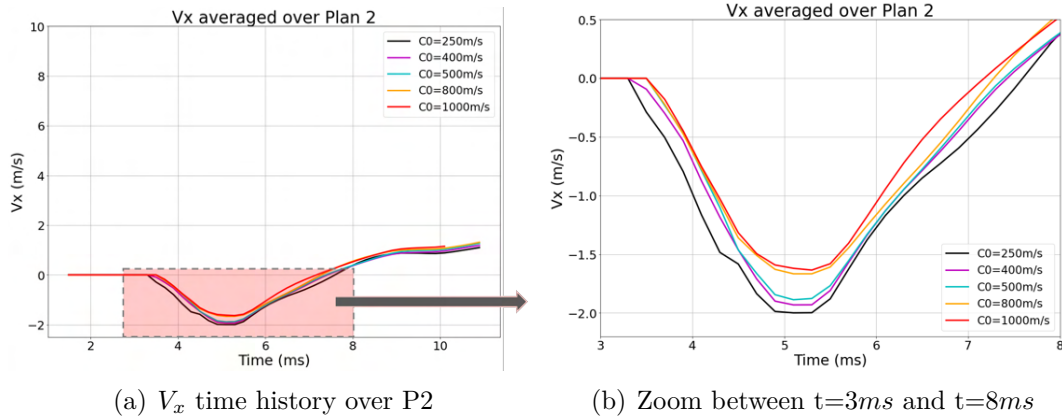 Vx averaged over Plan 2
Vx (m/s)
10
8
6
4
2
0
−2
C0=250m/s
C0=400m/s
C0=500m/s
C0=800m/s
C0=1000m/s
2
4
6
8
10
Time (ms)
(a) Vx time history over P2
Vx averaged over Plan 2
Vx (m/s)
0.5
0.0
−0.5
−1.0
−1.5
−2.0
C0=250m/s
C0=400m/s
C0=500m/s
C0=800m/s
C0=1000m/s
3
4
5
6
7
8
Time (ms)
(b) Zoom between t=3ms and t=8ms